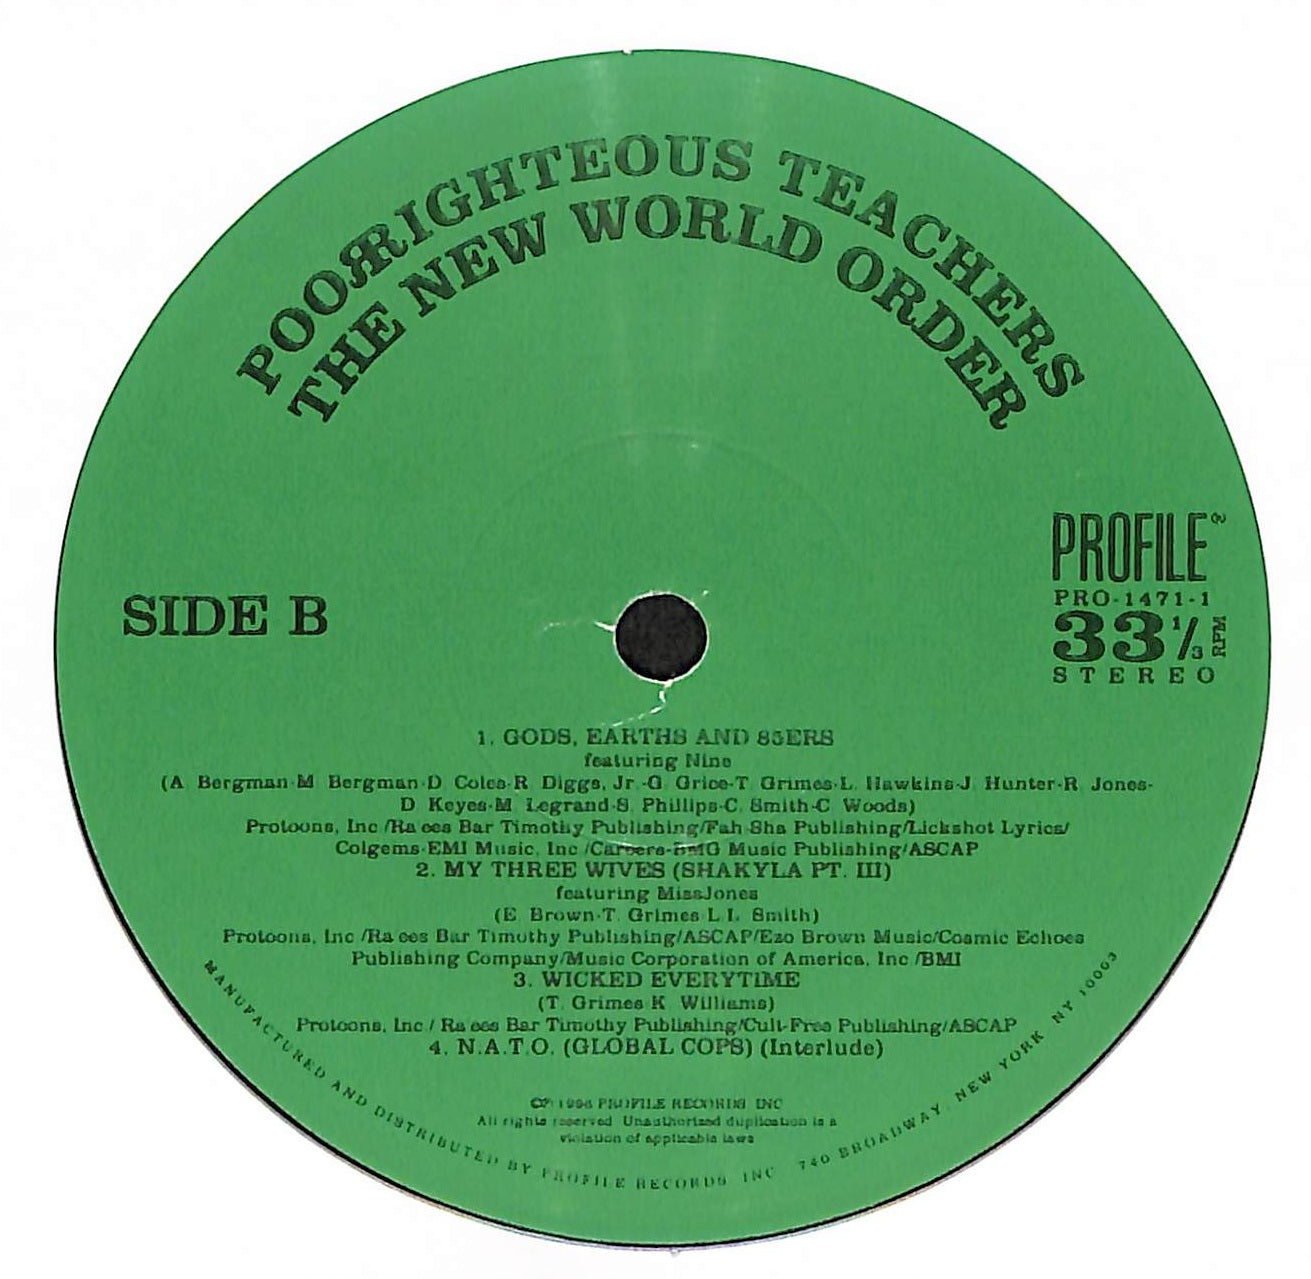 POOR RIGHTEOUS TEACHERS
THE NEW WORLD ORDER
SIDE B
PROFILE®
PRO-1471-1
33 1/3 RPM
STEREO
1. GODS, EARTHS AND 85ERS
featuring Nine
(A. Bergman-M. Bergman-D. Coles-R. Diggs, Jr.-G. Grice-T. Grimes-L. Hawkins-J. Hunter-R. Jones-
D. Keyes-M. Legrand-S. Phillips-C. Smith-C. Woods)
Protoons, Inc./Ra ees Bar Timothy Publishing/Fah-Sha Publishing/Lickshot Lyrics/
Colgems-EMI Music, Inc./Careers-BMG Music Publishing/ASCAP
2. MY THREE WIVES (SHAKYLA PT. III)
featuring MissJones
(E. Brown-T. Grimes-L.L. Smith)
Protoons, Inc./Ra ees Bar Timothy Publishing/ASCAP/Ezo Brown Music/Cosmic Echoes
Publishing Company/Music Corporation of America, Inc./BMI
3. WICKED EVERYTIME
(T. Grimes-K. Williams)
Protoons, Inc./ Ra ees Bar Timothy Publishing/Cult-Free Publishing/ASCAP
4. N.A.T.O. (GLOBAL COPS) (Interlude)
©℗ 1996 PROFILE RECORDS INC.
All rights reserved. Unauthorized duplication is a
violation of applicable laws.
MANUFACTURED AND DISTRIBUTED BY PROFILE RECORDS INC. 740 BROADWAY, NEW YORK NY 10003